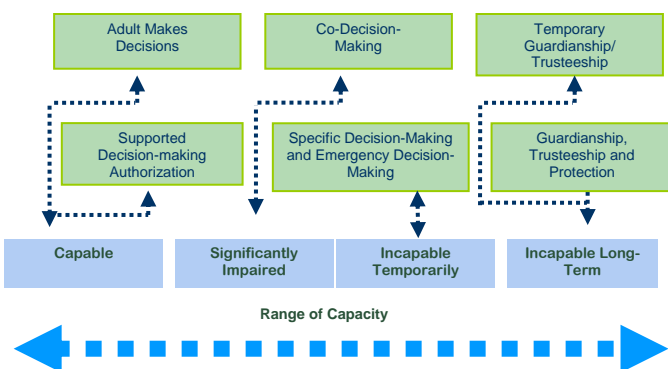 Adult Makes
Decisions
Co-Decision-
Making
Temporary
Guardianship/
Trusteeship
Supported
Decision-making
Authorization
Specific Decision-Making
and Emergency Decision-
Making
Guardianship,
Trusteeship and
Protection
Capable
Significantly
Impaired
Incapable
Temporarily
Incapable Long-
Term
Range of Capacity